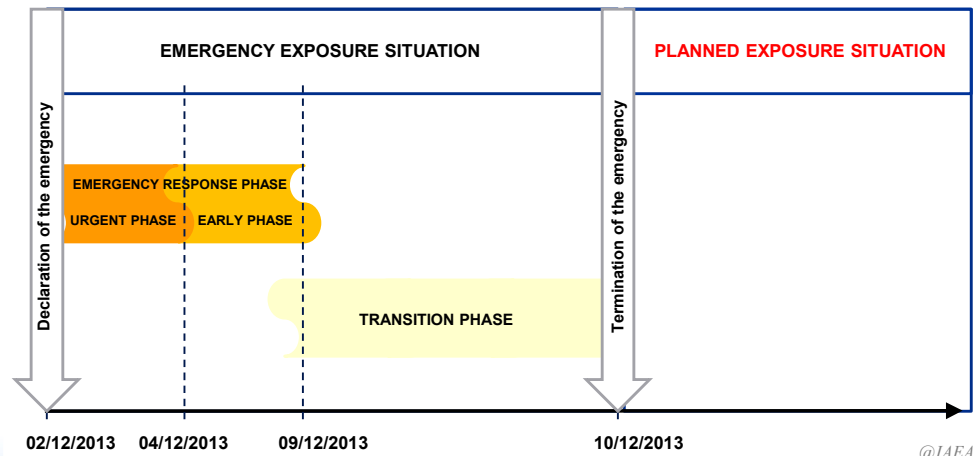 EMERGENCY EXPOSURE SITUATION
PLANNED EXPOSURE SITUATION
Declaration of the emergency
EMERGENCY RESPONSE PHASE
URGENT PHASE
EARLY PHASE
TRANSITION PHASE
Termination of the emergency
02/12/2013
04/12/2013
09/12/2013
10/12/2013
@IAEA